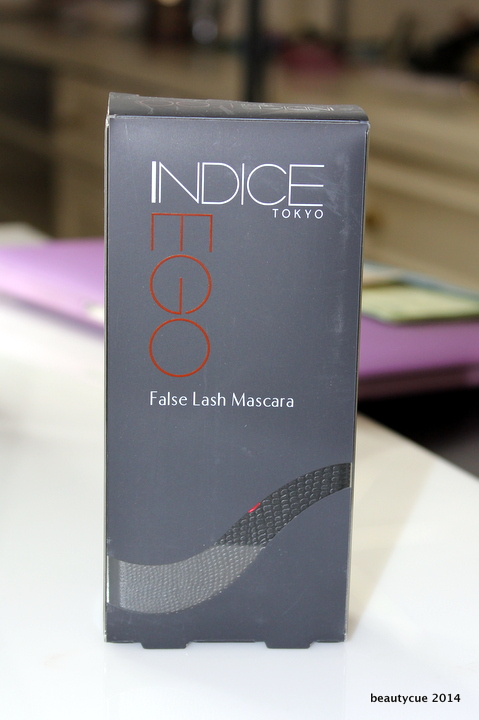 INDICE
TOKYO
EGO
False Lash Mascara
beautycue 2014